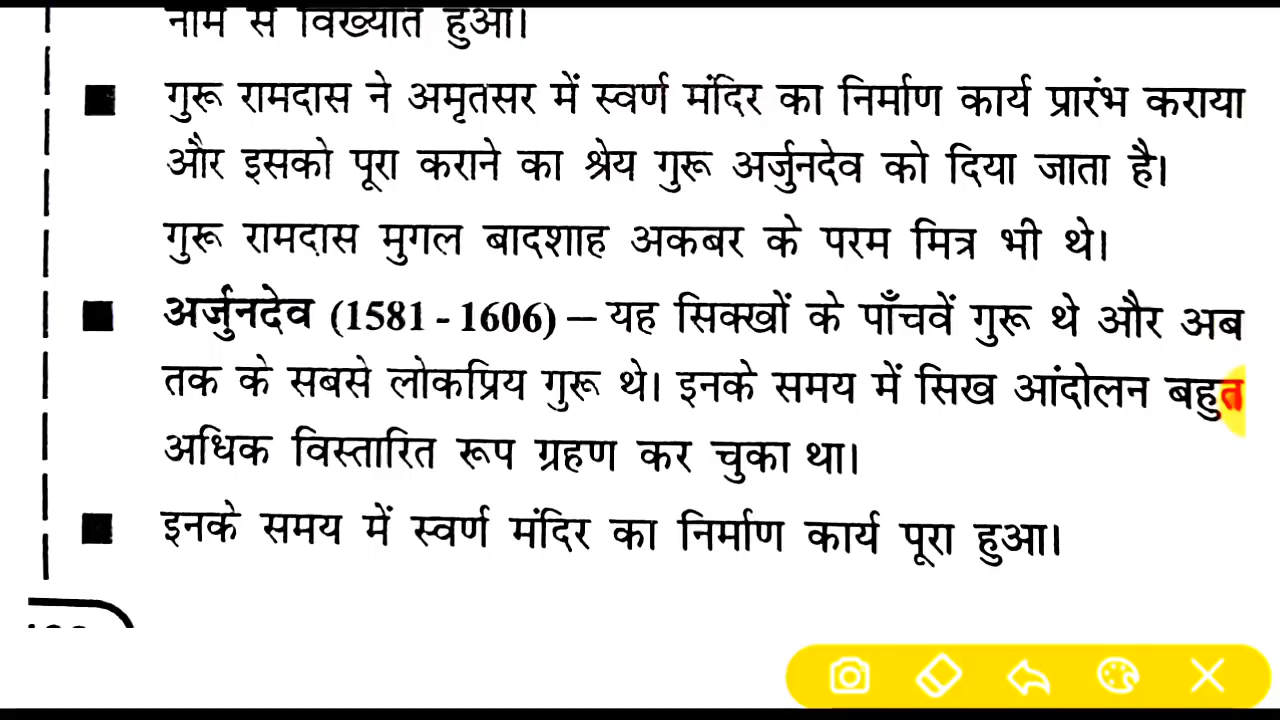 नाम से विख्यात हुआ।
गुरू रामदास ने अमृतसर में स्वर्ण मंदिर का निर्माण कार्य प्रारंभ कराया
और इसको पूरा कराने का श्रेय गुरू अर्जुनदेव को दिया जाता है।
गुरू रामदास मुगल बादशाह अकबर के परम मित्र भी थे।
अर्जुनदेव (1581 - 1606) – यह सिक्खों के पाँचवें गुरू थे और अब
तक के सबसे लोकप्रिय गुरू थे। इनके समय में सिख आंदोलन बहुत
अधिक विस्तारित रूप ग्रहण कर चुका था।
इनके समय में स्वर्ण मंदिर का निर्माण कार्य पूरा हुआ।